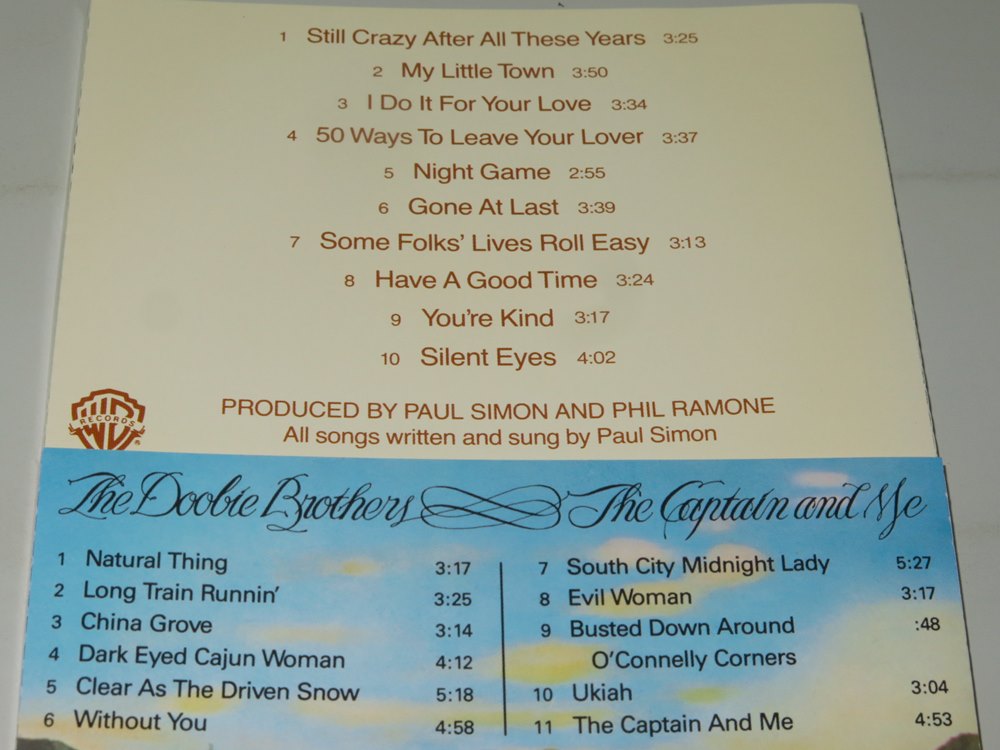 1 Still Crazy After All These Years 3:25
2 My Little Town 3:50
3 I Do It For Your Love 3:34
4 50 Ways To Leave Your Lover 3:37
5 Night Game 2:55
6 Gone At Last 3:39
7 Some Folks' Lives Roll Easy 3:13
8 Have A Good Time 3:24
9 You're Kind 3:17
10 Silent Eyes 4:02
PRODUCED BY PAUL SIMON AND PHIL RAMONE
All songs written and sung by Paul Simon
RECORDS
®
The Doobie Brothers The Captain and Me
1 Natural Thing 3:17
2 Long Train Runnin' 3:25
3 China Grove 3:14
4 Dark Eyed Cajun Woman 4:12
5 Clear As The Driven Snow 5:18
6 Without You 4:58
7 South City Midnight Lady 5:27
8 Evil Woman 3:17
9 Busted Down Around :48
O'Connelly Corners
10 Ukiah 3:04
11 The Captain And Me 4:53